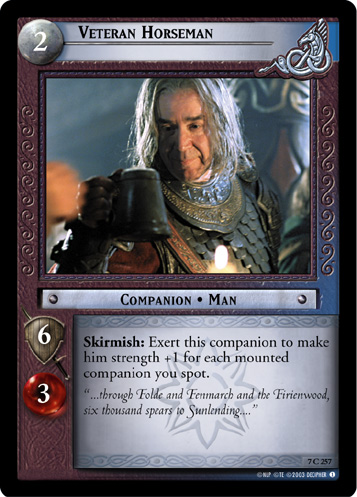 2
VETERAN HORSEMAN
COMPANION • MAN
6
3
Skirmish: Exert this companion to make
him strength +1 for each mounted
companion you spot.
“...through Folde and Fennarch and the Firienwood,
six thousand spears to Sunlending....”
7 C 257
©NLP ™TE ©2003 DECIPHER